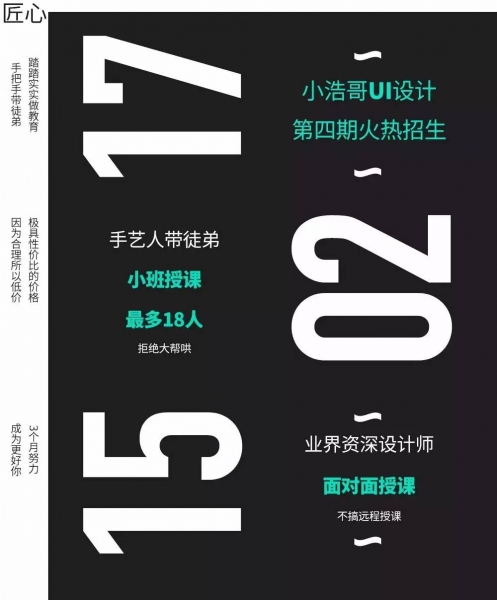 匠心
踏踏实实做教育
手把手带徒弟
17
小浩哥UI设计
第四期火热招生
极具性价比的价格
因为合理所以低价
手艺人带徒弟
小班授课
最多18人
拒绝大帮哄
02
3个月努力
成为更好你
15
业界资深设计师
面对面授课
不搞远程授课